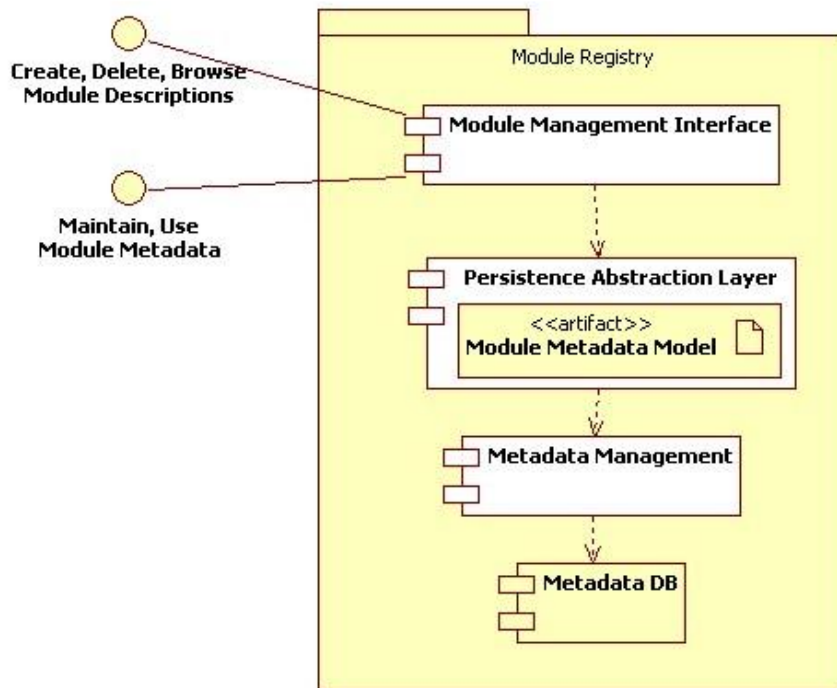 Module Registry
Create, Delete, Browse
Module Descriptions
Module Management Interface
Maintain, Use
Module Metadata
Persistence Abstraction Layer
<<artifact>>
Module Metadata Model
Metadata Management
Metadata DB